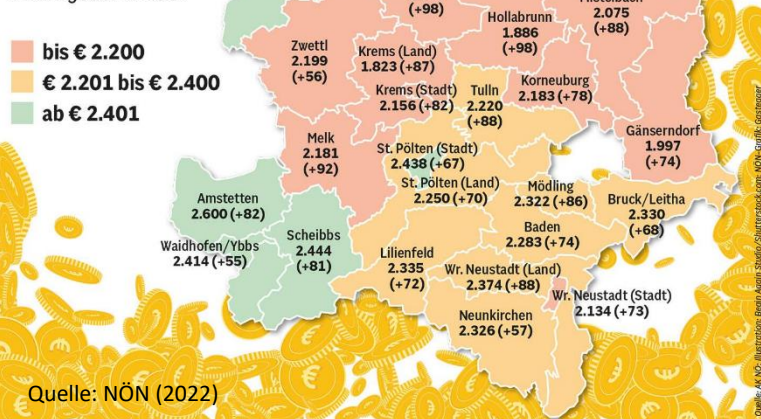 (+98)
Hollabrunn
1.886
(+98)
2.075
(+88)
bis € 2.200
€ 2.201 bis € 2.400
ab € 2.401
Zwettl
2.199
(+56)
Krems (Land)
1.823 (+87)
Krems (Stadt)
2.156 (+82)
Tulln
2.220
(+88)
Korneuburg
2.183 (+78)
Gänserndorf
1.997
(+74)
Melk
2.181
(+92)
St. Pölten (Stadt)
2.438 (+67)
St. Pölten (Land)
2.250 (+70)
Mödling
2.322 (+86)
Bruck/Leitha
2.330
(+68)
Amstetten
2.600 (+82)
Waidhofen/Ybbs
2.414 (+55)
Scheibbs
2.444
(+81)
Lilienfeld
2.335
(+72)
Baden
2.283 (+74)
Wr. Neustadt (Land)
2.374 (+88)
Wr. Neustadt (Stadt)
2.134 (+73)
Neunkirchen
2.326 (+57)
Quelle: NÖN (2022)